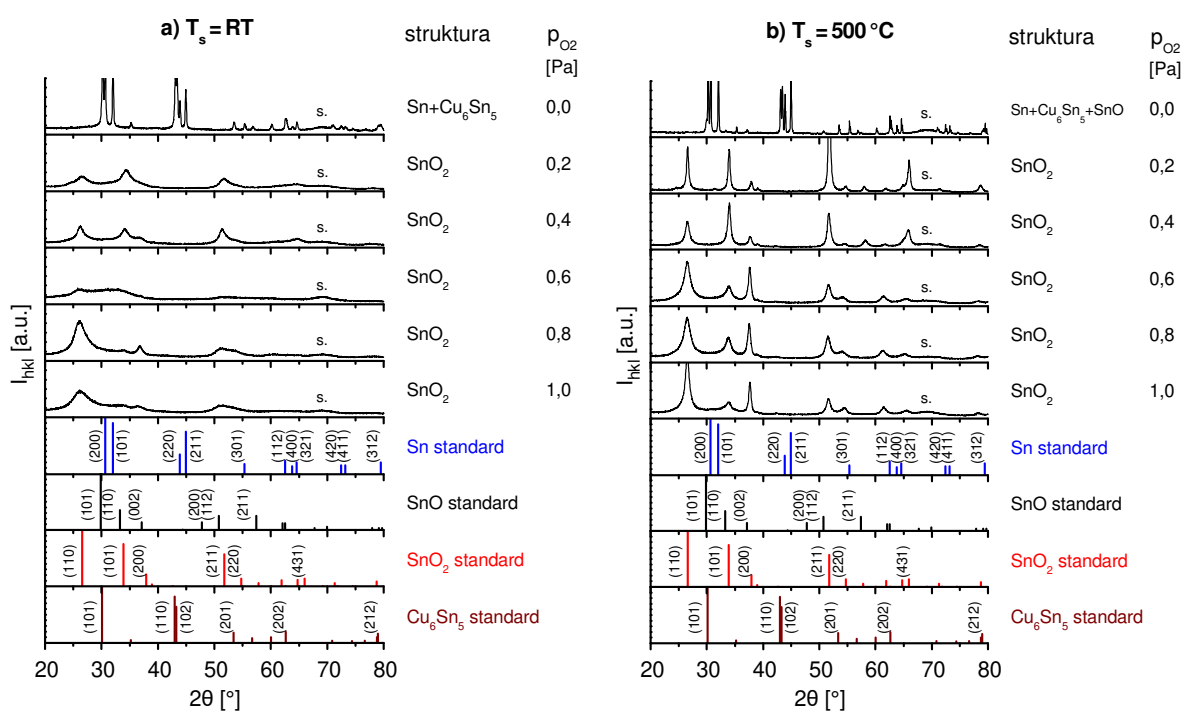 a) Ts = RT
struktura
pO2
[Pa]
Sn+Cu6Sn5
0,0
s.
SnO2
0,2
s.
SnO2
0,4
s.
SnO2
0,6
s.
SnO2
0,8
s.
SnO2
1,0
s.
Ihkl [a.u.]
(200) (101) (220) (211) (301) (112) (400) (321) (420) (411) (312)
Sn standard
(101) (110) (002) (200) (112) (211)
SnO standard
(110) (101) (200) (211) (220) (431)
SnO2 standard
(101) (110) (102) (201) (202) (212)
Cu6Sn5 standard
20 30 40 50 60 70 80
2θ [°]
b) Ts = 500 °C
struktura
pO2
[Pa]
Sn+Cu6Sn5+SnO
0,0
s.
SnO2
0,2
s.
SnO2
0,4
s.
SnO2
0,6
s.
SnO2
0,8
s.
SnO2
1,0
s.
Ihkl [a.u.]
(200) (101) (220) (211) (301) (112) (400) (321) (420) (411) (312)
Sn standard
(101) (110) (002) (200) (112) (211)
SnO standard
(110) (101) (200) (211) (220) (431)
SnO2 standard
(101) (110) (102) (201) (202) (212)
Cu6Sn5 standard
20 30 40 50 60 70 80
2θ [°]